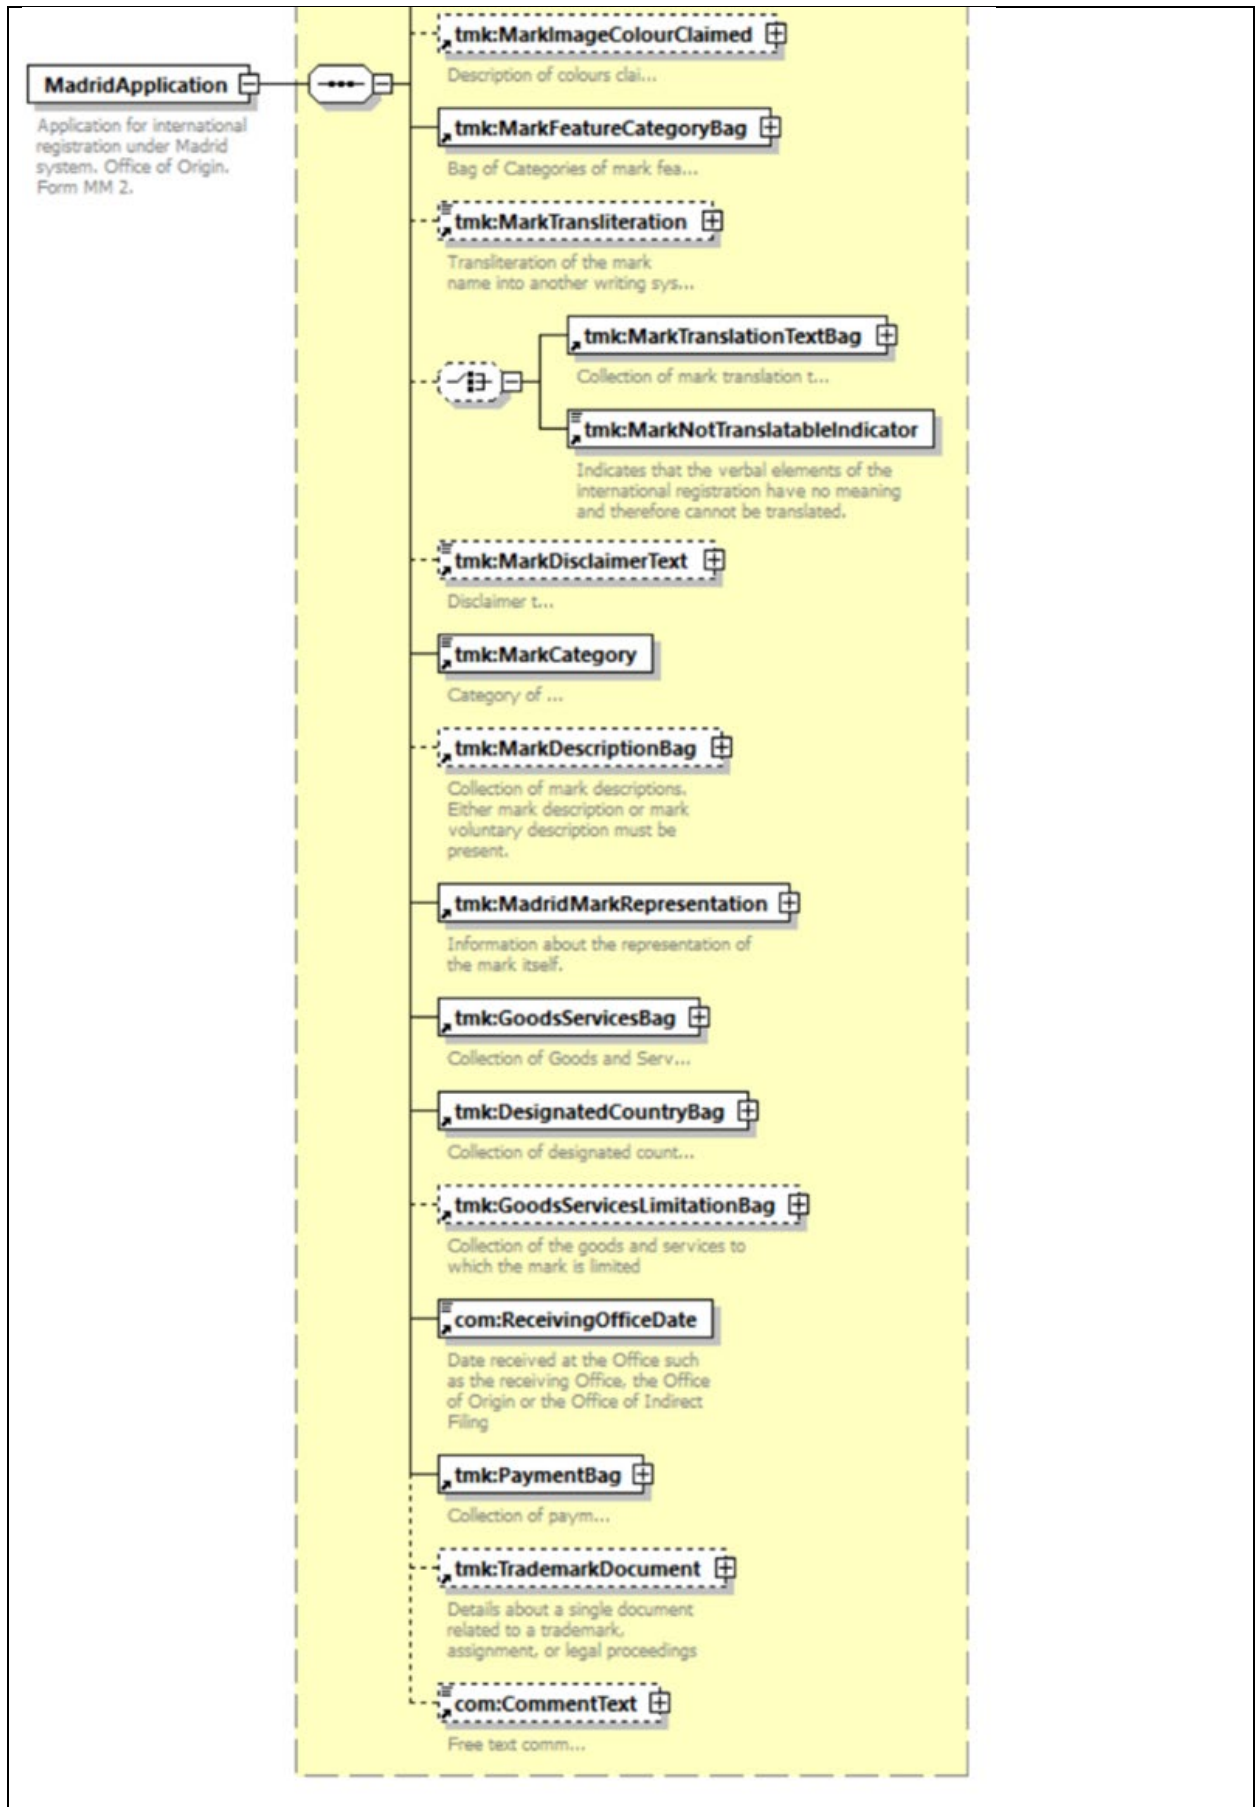 tmk:MarkImageColourClaimed
Description of colours clai...
MadridApplication
Application for international
registration under Madrid
system. Office of Origin.
Form MM 2.
tmk:MarkFeatureCategoryBag
Bag of Categories of mark fea...
tmk:MarkTransliteration
Transliteration of the mark
name into another writing sys...
tmk:MarkTranslationTextBag
Collection of mark translation t...
tmk:MarkNotTranslatableIndicator
Indicates that the verbal elements of the
international registration have no meaning
and therefore cannot be translated.
tmk:MarkDisclaimerText
Disclaimer t...
tmk:MarkCategory
Category of ...
tmk:MarkDescriptionBag
Collection of mark descriptions.
Either mark description or mark
voluntary description must be
present.
tmk:MadridMarkRepresentation
Information about the representation of
the mark itself.
tmk:GoodsServicesBag
Collection of Goods and Serv...
tmk:DesignatedCountryBag
Collection of designated count...
tmk:GoodsServicesLimitationBag
Collection of the goods and services to
which the mark is limited
com:ReceivingOfficeDate
Date received at the Office such
as the receiving Office, the Office
of Origin or the Office of Indirect
Filing
tmk:PaymentBag
Collection of paym...
tmk:TrademarkDocument
Details about a single document
related to a trademark,
assignment, or legal proceedings
com:CommentText
Free text comm...